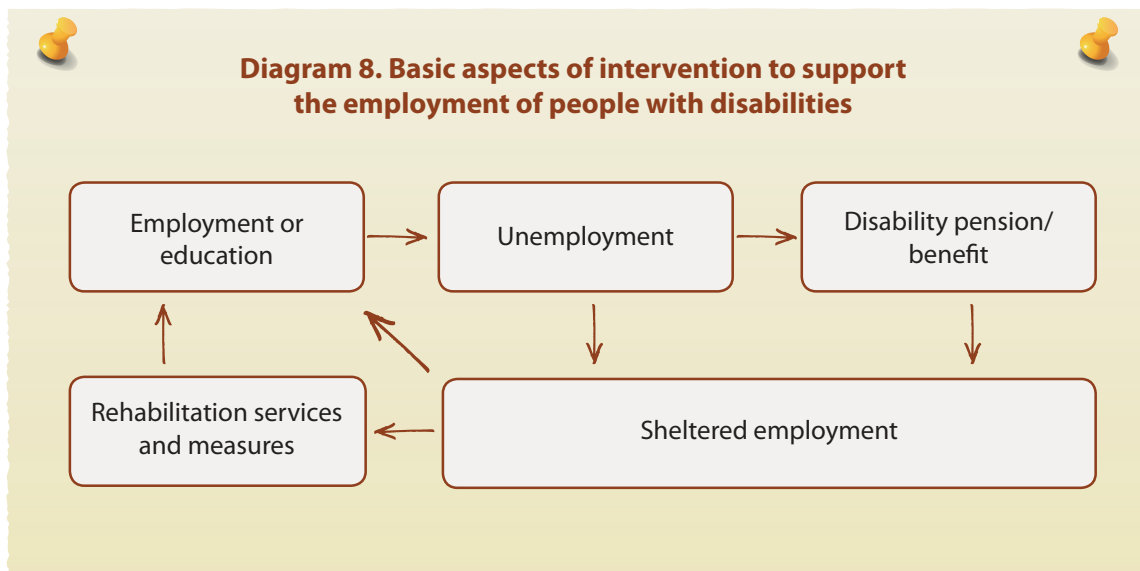 Diagram 8. Basic aspects of intervention to support
the employment of people with disabilities
Employment or
education
Unemployment
Disability pension/
benefit
Rehabilitation services
and measures
Sheltered employment